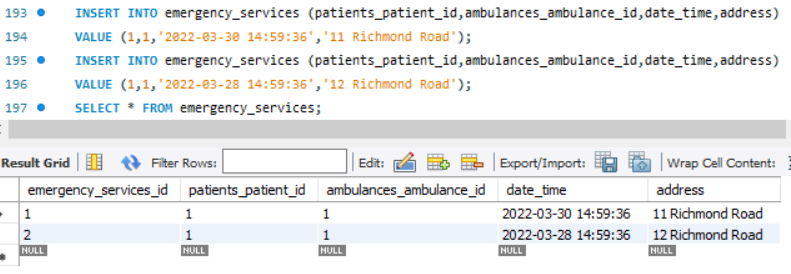 193 INSERT INTO emergency_services (patients_patient_id,ambulances_ambulance_id,date_time,address)
194 VALUE (1,1,'2022-03-30 14:59:36','11 Richmond Road');
195 INSERT INTO emergency_services (patients_patient_id,ambulances_ambulance_id,date_time,address)
196 VALUE (1,1,'2022-03-28 14:59:36','12 Richmond Road');
197 SELECT * FROM emergency_services;
Result Grid Filter Rows: Edit: Export/Import: Wrap Cell Content:
emergency_services_id patients_patient_id ambulances_ambulance_id date_time address
1 1 1 2022-03-30 14:59:36 11 Richmond Road
2 1 1 2022-03-28 14:59:36 12 Richmond Road
NULL NULL NULL NULL NULL